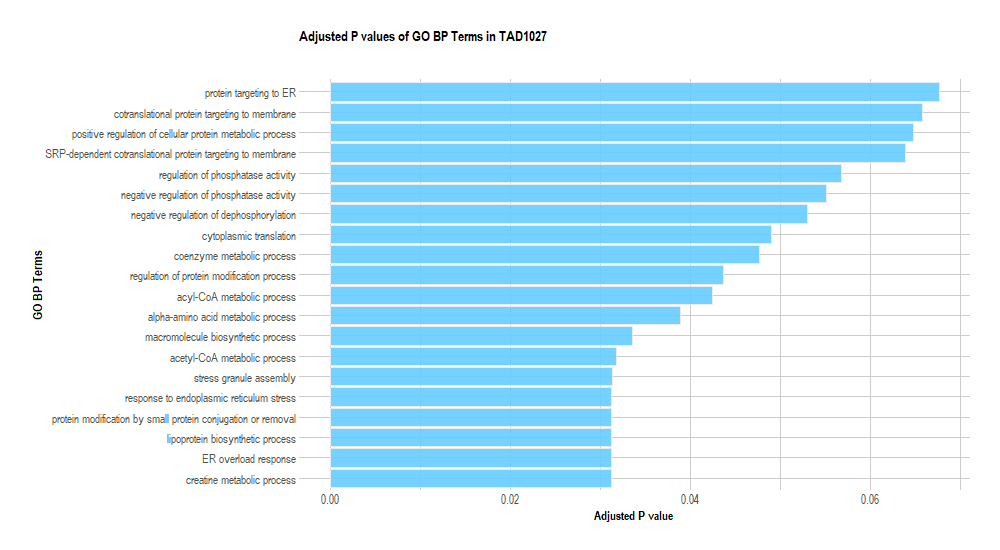 Adjusted P values of GO BP Terms in TAD1027
GO BP Terms
protein targeting to ER
cotranslational protein targeting to membrane
positive regulation of cellular protein metabolic process
SRP-dependent cotranslational protein targeting to membrane
regulation of phosphatase activity
negative regulation of phosphatase activity
negative regulation of dephosphorylation
cytoplasmic translation
coenzyme metabolic process
regulation of protein modification process
acyl-CoA metabolic process
alpha-amino acid metabolic process
macromolecule biosynthetic process
acetyl-CoA metabolic process
stress granule assembly
response to endoplasmic reticulum stress
protein modification by small protein conjugation or removal
lipoprotein biosynthetic process
ER overload response
creatine metabolic process
0.00 0.02 0.04 0.06
Adjusted P value